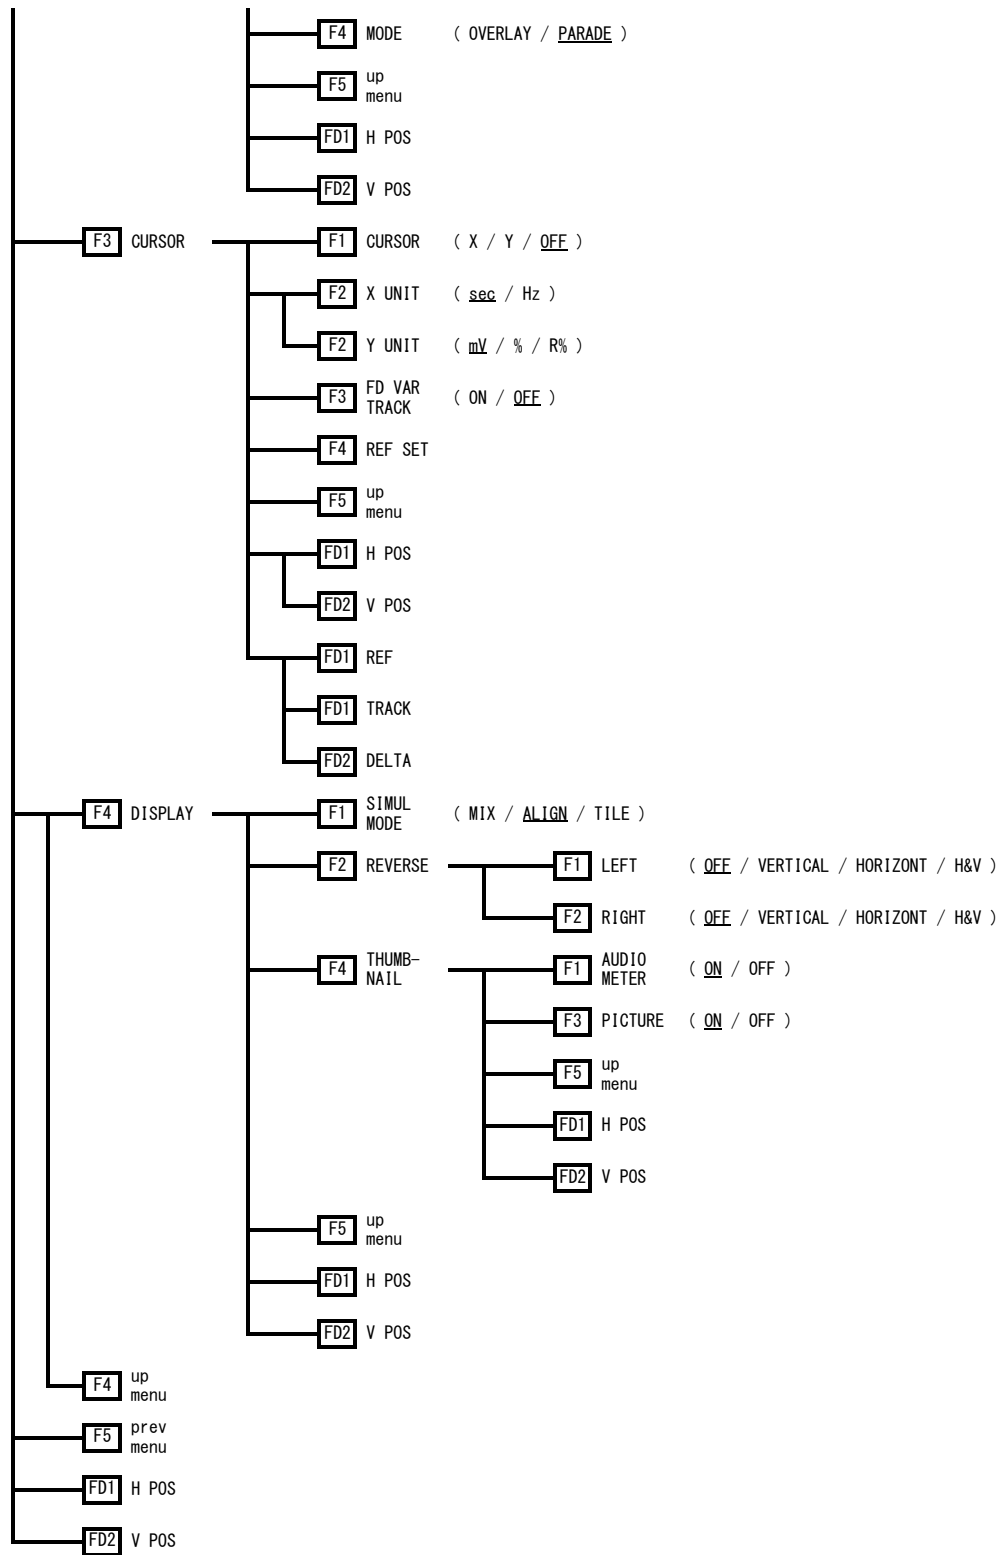 F4 MODE ( OVERLAY / PARADE )
F5 up
menu
FD1 H POS
FD2 V POS
F3 CURSOR F1 CURSOR ( X / Y / OFF )
F2 X UNIT ( sec / Hz )
F2 Y UNIT ( mV / % / R% )
F3 FD VAR
TRACK ( ON / OFF )
F4 REF SET
F5 up
menu
FD1 H POS
FD2 V POS
FD1 REF
FD1 TRACK
FD2 DELTA
F4 DISPLAY F1 SIMUL
MODE ( MIX / ALIGN / TILE )
F2 REVERSE F1 LEFT ( OFF / VERTICAL / HORIZONT / H&V )
F2 RIGHT ( OFF / VERTICAL / HORIZONT / H&V )
F4 THUMB-
NAIL F1 AUDIO
METER ( ON / OFF )
F3 PICTURE ( ON / OFF )
F5 up
menu
FD1 H POS
FD2 V POS
F5 up
menu
FD1 H POS
FD2 V POS
F4 up
menu
F5 prev
menu
FD1 H POS
FD2 V POS